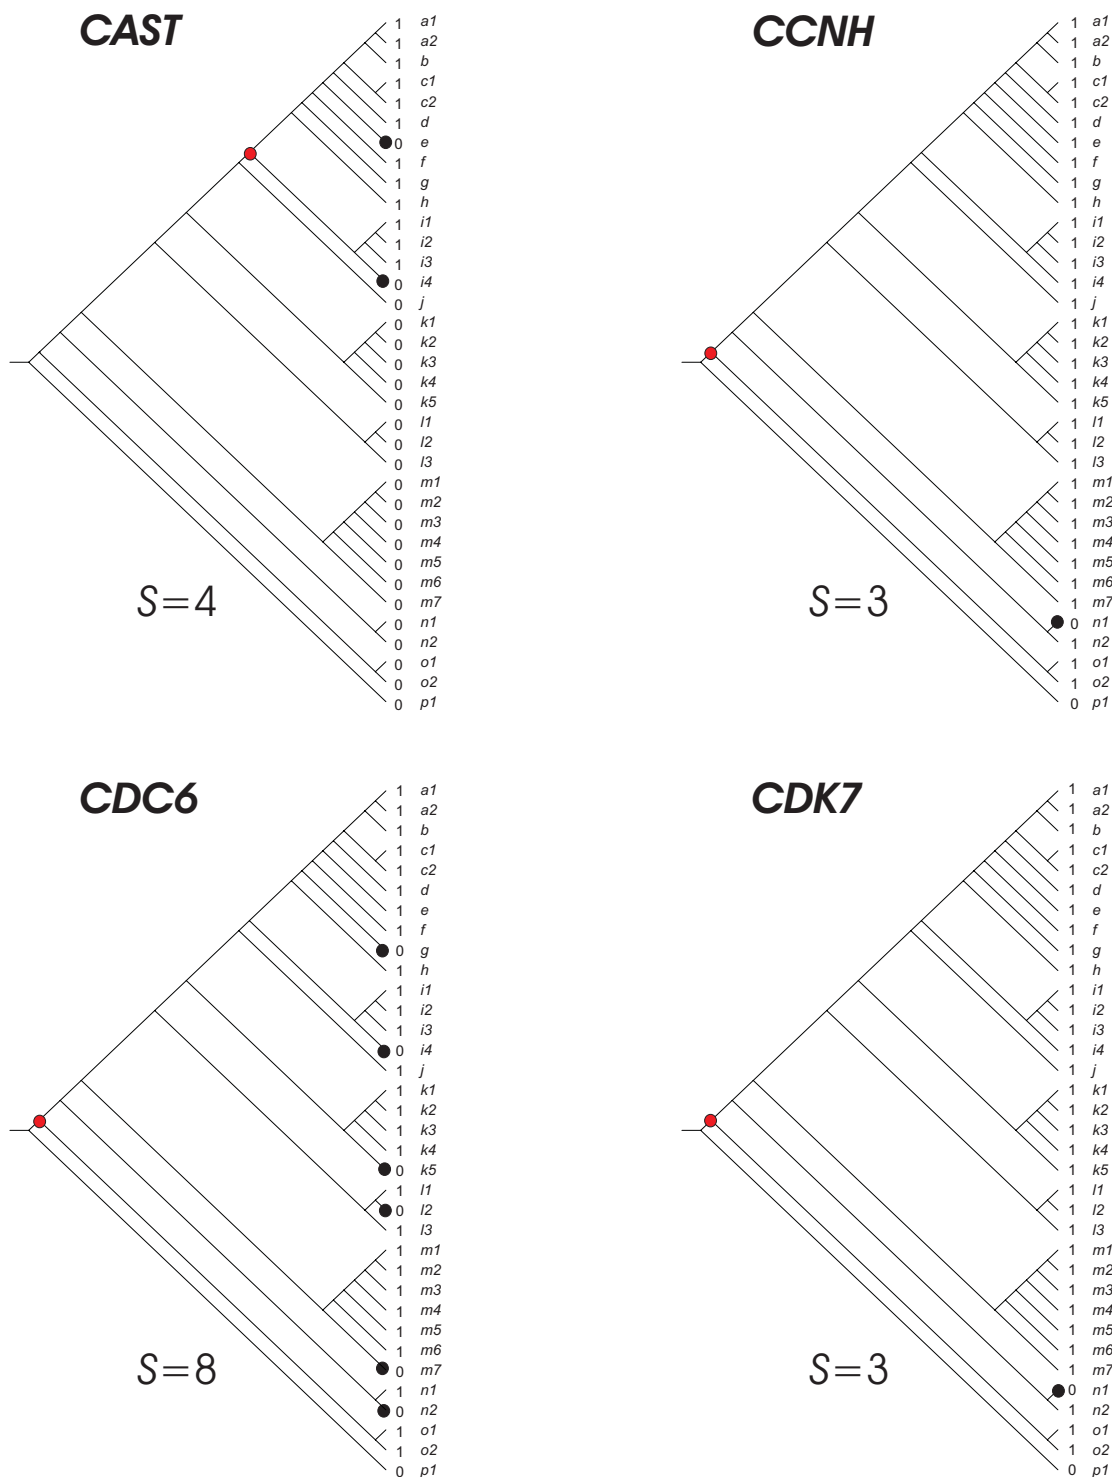 CAST
1 a1
1 a2
1 b
1 c1
1 c2
1 d
0 e
1 f
1 g
1 h
1 i1
1 i2
1 i3
0 i4
0 j
0 k1
0 k2
0 k3
0 k4
0 k5
0 l1
0 l2
0 l3
0 m1
0 m2
0 m3
0 m4
0 m5
0 m6
0 m7
0 n1
0 n2
0 o1
0 o2
0 p1
S=4
CCNH
1 a1
1 a2
1 b
1 c1
1 c2
1 d
1 e
1 f
1 g
1 h
1 i1
1 i2
1 i3
1 i4
1 j
1 k1
1 k2
1 k3
1 k4
1 k5
1 l1
1 l2
1 l3
1 m1
1 m2
1 m3
1 m4
1 m5
1 m6
1 m7
0 n1
1 n2
1 o1
1 o2
0 p1
S=3
CDC6
1 a1
1 a2
1 b
1 c1
1 c2
1 d
1 e
1 f
0 g
1 h
1 i1
1 i2
1 i3
0 i4
1 j
1 k1
1 k2
1 k3
1 k4
0 k5
1 l1
0 l2
1 l3
1 m1
1 m2
1 m3
1 m4
1 m5
1 m6
0 m7
1 n1
0 n2
1 o1
1 o2
0 p1
S=8
CDK7
1 a1
1 a2
1 b
1 c1
1 c2
1 d
1 e
1 f
1 g
1 h
1 i1
1 i2
1 i3
1 i4
1 j
1 k1
1 k2
1 k3
1 k4
1 k5
1 l1
1 l2
1 l3
1 m1
1 m2
1 m3
1 m4
1 m5
1 m6
1 m7
0 n1
1 n2
1 o1
1 o2
0 p1
S=3